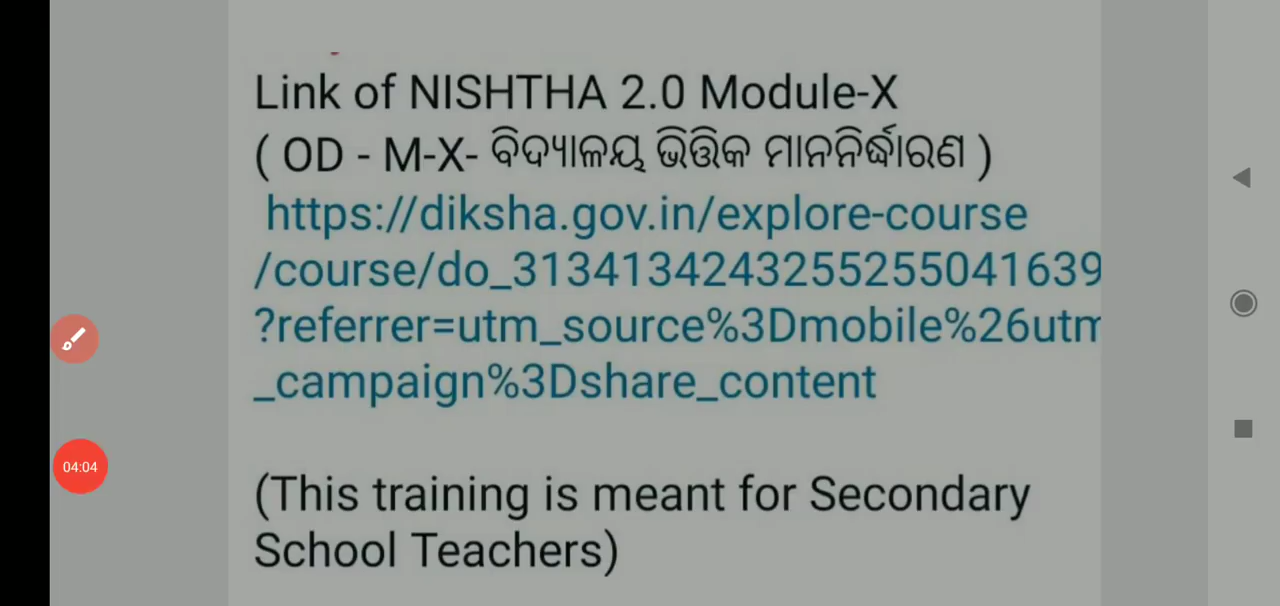 Link of NISHTHA 2.0 Module-X
( OD - M-X- ବିଦ୍ୟାଳୟ ଭିତ୍ତିକ ମାନନିର୍ଦ୍ଧାରଣ )
https://diksha.gov.in/explore-course
/course/do_3134134243255255041639
?referrer=utm_source%3Dmobile%26utm
_campaign%3Dshare_content
(This training is meant for Secondary
School Teachers)
04:04